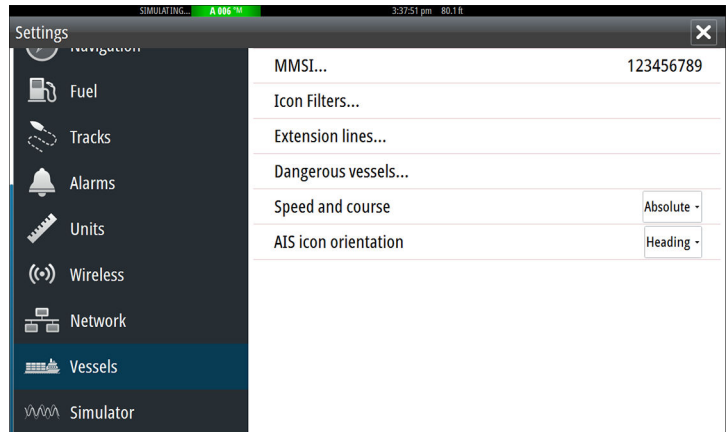 SIMULATING... A 006 °M 3:37:51 pm 80.1 ft
Settings
Navigation
Fuel
Tracks
Alarms
Units
Wireless
Network
Vessels
Simulator
MMSI... 123456789
Icon Filters...
Extension lines...
Dangerous vessels...
Speed and course Absolute
AIS icon orientation Heading